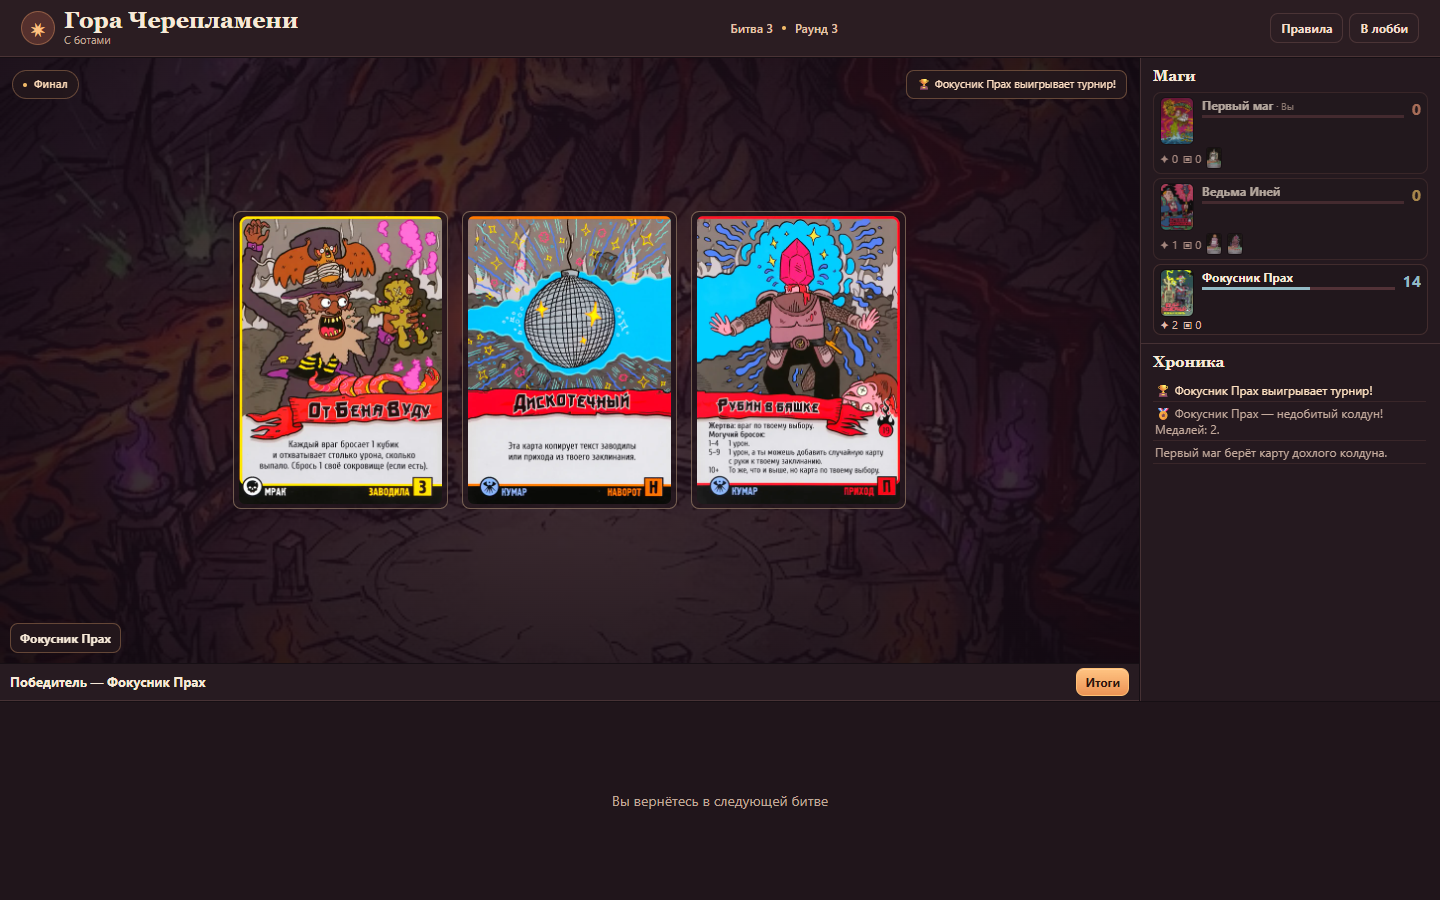 Гора Черепламени
С ботами
Битва 3 • Раунд 3
Правила
В лобби
Финал
Фокусник Прах выигрывает турнир!
От Бена Вуду
Каждый враг бросает 1 кубик
и отхватывает столько урона, сколько
выпало. Сбрось 1 своё сокровище (если есть).
МРАК
ЗАВОДИЛА З
Дискотечный
Эта карта копирует текст заводилы
или прихода из твоего заклинания.
КУМАР
НАВОРОТ Н
Рубин в башке
19
Жертва: враг по твоему выбору.
Могучий бросок:
1–4 1 урон.
5–9 1 урон, а ты можешь добавить случайную карту
с руки к твоему заклинанию.
10+ То же, что и выше, но карта по твоему выбору.
КУМАР
ПРИХОД П
Фокусник Прах
Победитель — Фокусник Прах
Итоги
Вы вернётесь в следующей битве
Маги
Первый маг · Вы
0
0 0
Ведьма Иней
0
1 0
Фокусник Прах
14
2 0
Хроника
Фокусник Прах выигрывает турнир!
Фокусник Прах — недобитый колдун!
Медалей: 2.
Первый маг берёт карту дохлого колдуна.